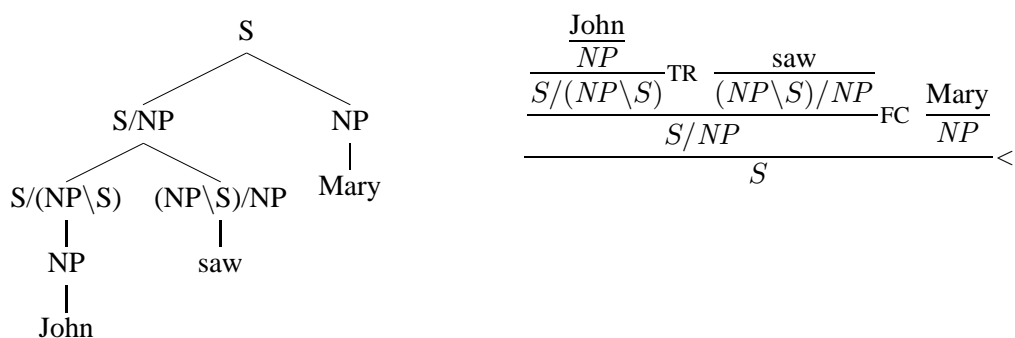 S
S/NP NP
S/(NP\S) (NP\S)/NP Mary
NP saw
John
John
NP
TR saw
S/(NP\S) (NP\S)/NP
FC Mary
S/NP NP
<
S